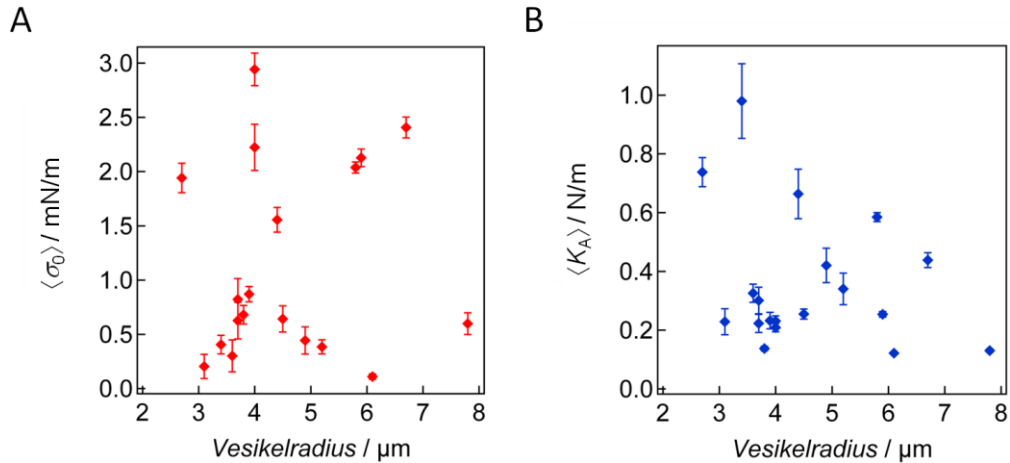 A
3.0
2.5
2.0
1.5
1.0
0.5
0.0
⟨σ₀⟩ / mN/m
2 3 4 5 6 7 8
Vesikelradius / µm
B
1.0
0.8
0.6
0.4
0.2
0.0
⟨K_A⟩ / N/m
2 3 4 5 6 7 8
Vesikelradius / µm